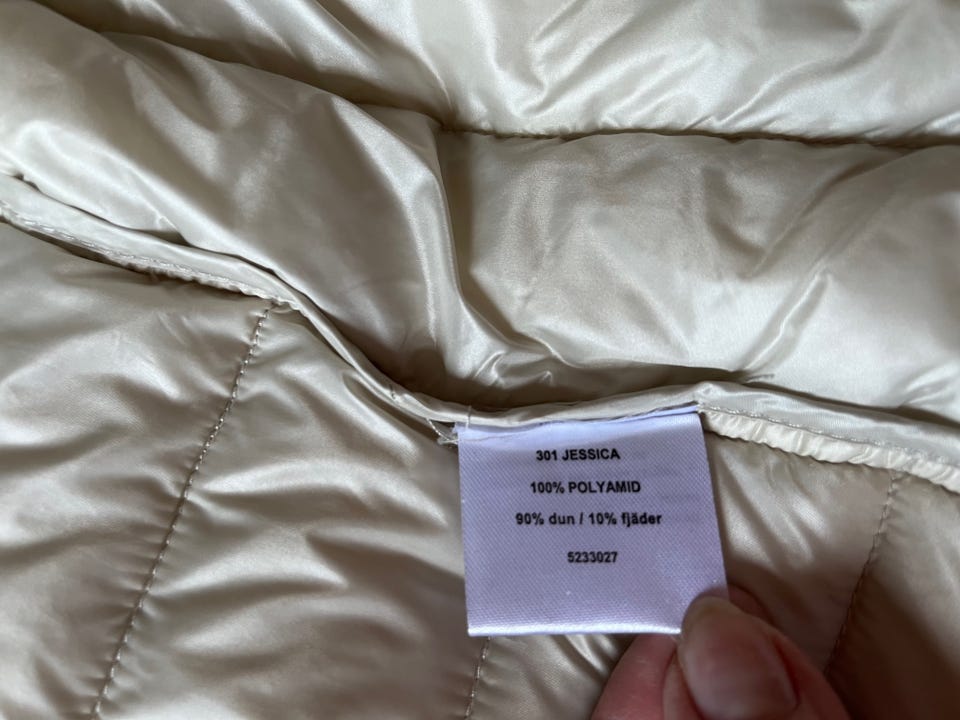 301 JESSICA
100% POLYAMID
90% dun / 10% fjäder
5233027